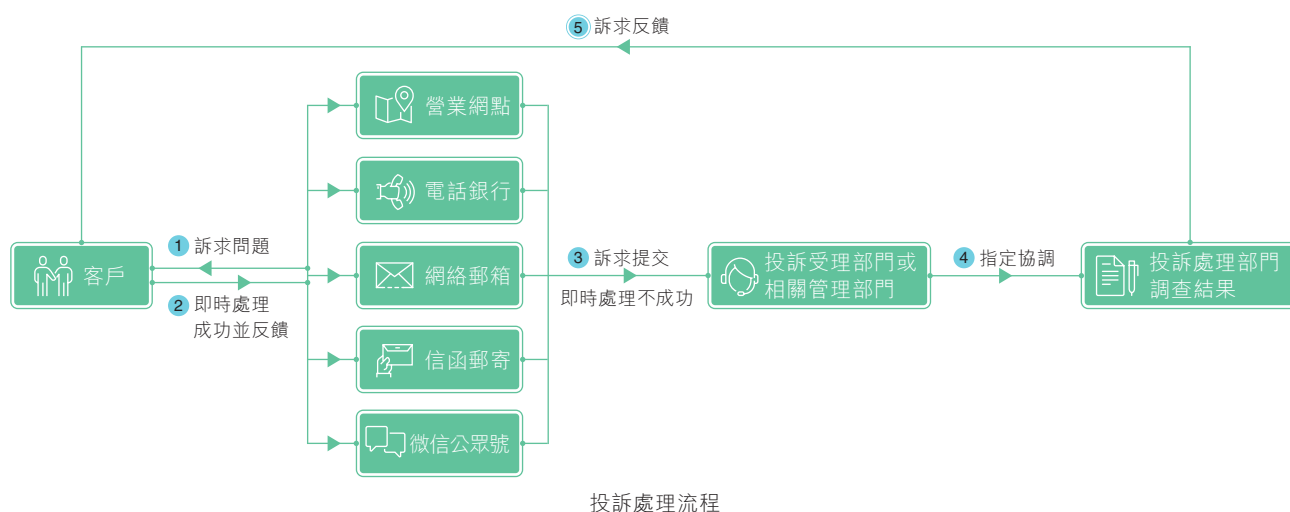 5 訴求反饋
營業網點
電話銀行
1 訴求問題
客戶
2 即時處理
成功並反饋
網絡郵箱
3 訴求提交
即時處理不成功
投訴受理部門或
相關管理部門
4 指定協調
投訴處理部門
調查結果
信函郵寄
微信公眾號
投訴處理流程